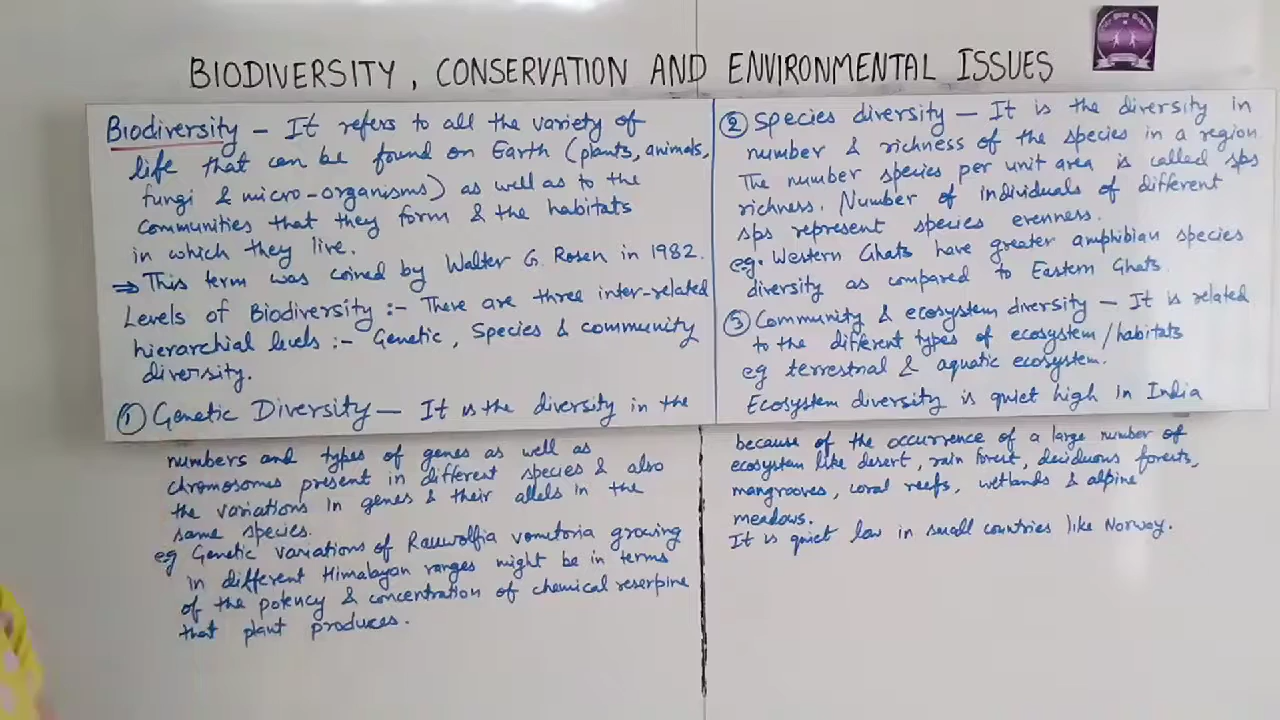 BIODIVERSITY, CONSERVATION AND ENVIRONMENTAL ISSUES
Biodiversity - It refers to all the variety of
life that can be found on Earth (plants, animals,
fungi & micro-organisms) as well as to the
communities that they form & the habitats
in which they live.
⇒ This term was coined by Walter G. Rosen in 1982.
Levels of Biodiversity :- There are three inter-related
hierarchial levels :- Genetic, Species & community
diversity.
① Genetic Diversity - It is the diversity in the
numbers and types of genes as well as
chromosomes present in different species & also
the variations in genes & their allels in the
same species.
eg Genetic variations of Rauwolfia vomitoria growing
in different Himalayan ranges might be in terms
of the potency & concentration of chemical reserpine
that plant produces.
② Species diversity - It is the diversity in
number & richness of the species in a region.
The number species per unit area is called sps
richness. Number of individuals of different
sps represent species evenness.
eg. Western Ghats have greater amphibian species
diversity as compared to Eastern Ghats.
③ Community & ecosystem diversity - It is related
to the different types of ecosystem/habitats
eg terrestrial & aquatic ecosystem.
Ecosystem diversity is quiet high in India
because of the occurrence of a large number of
ecosystem like desert, rain forest, deciduous forests,
mangrooves, coral reefs, wetlands & alpine
meadows.
It is quiet low in small countries like Norway.